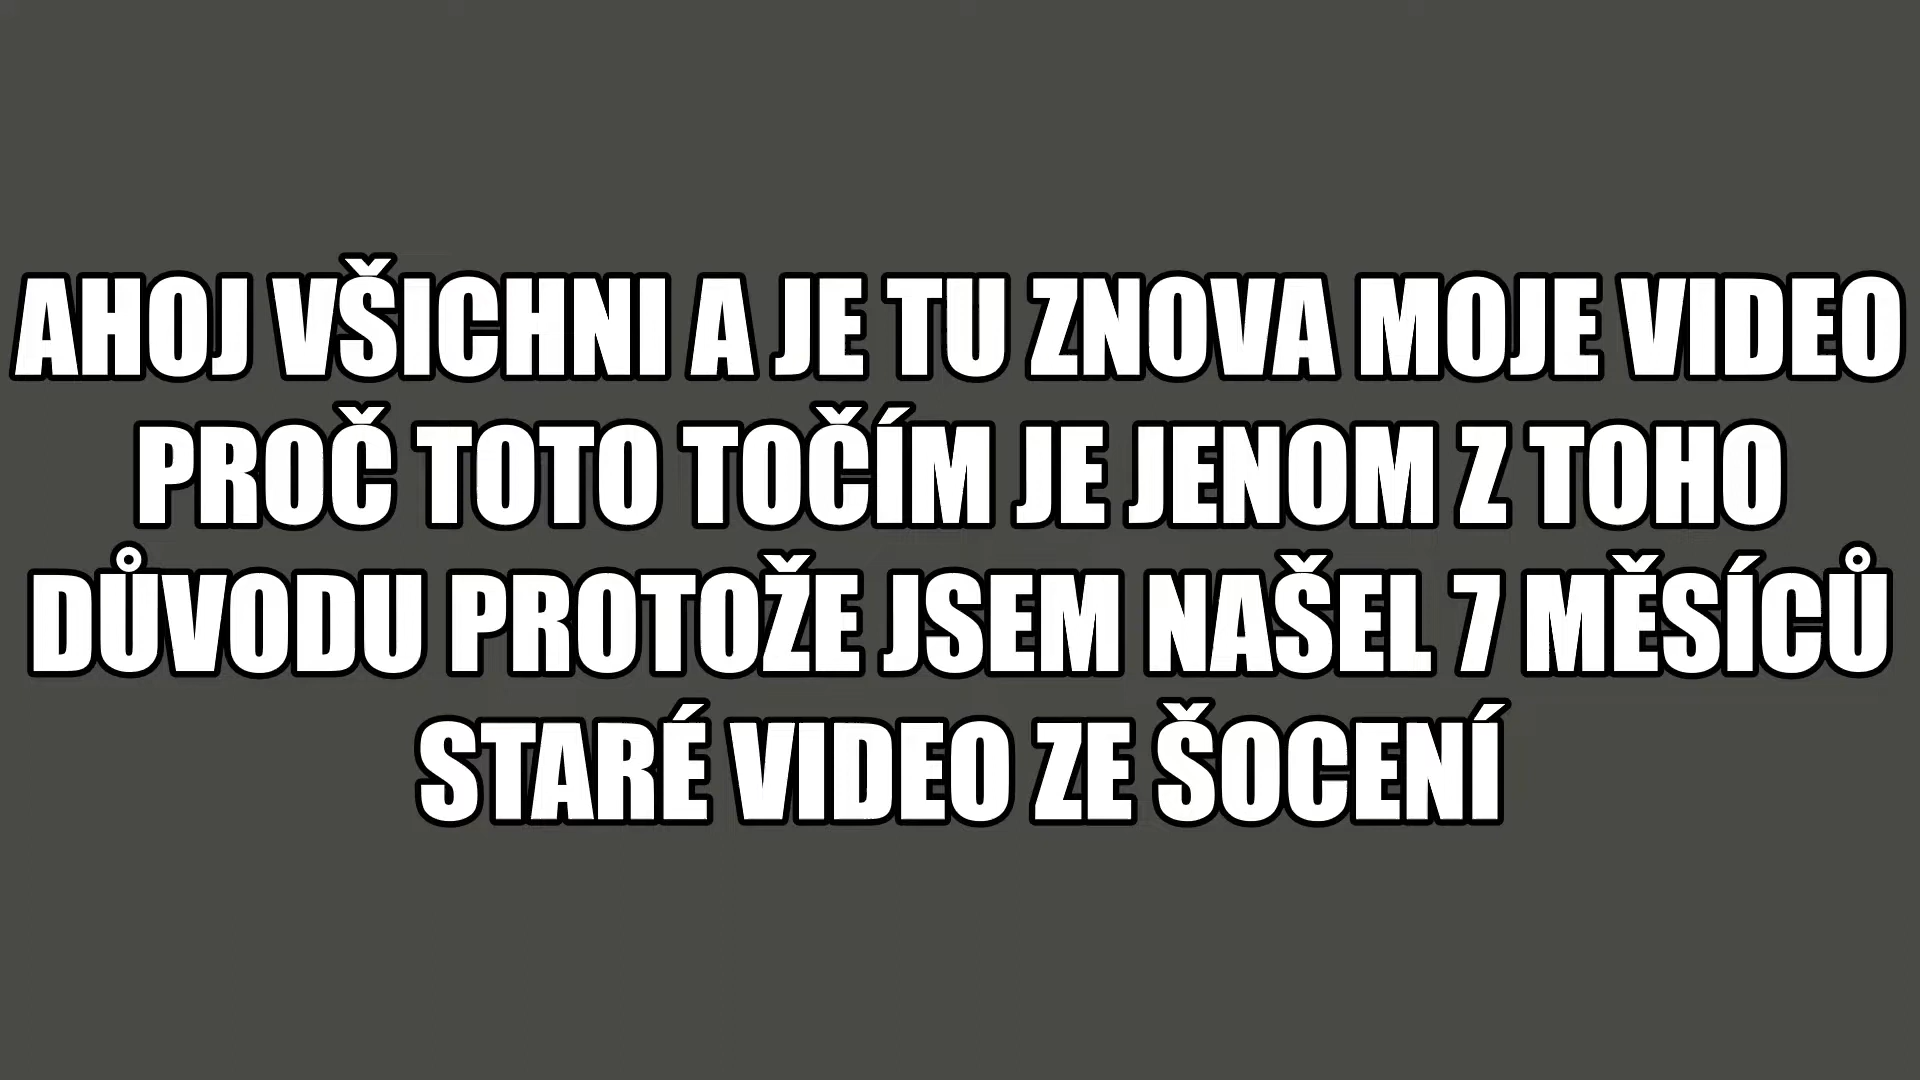 AHOJ VŠICHNI A JE TU ZNOVA MOJE VIDEO
PROČ TOTO TOČÍM JE JENOM Z TOHO
DŮVODU PROTOŽE JSEM NAŠEL 7 MĚSÍCŮ
STARÉ VIDEO ZE ŠOCENÍ